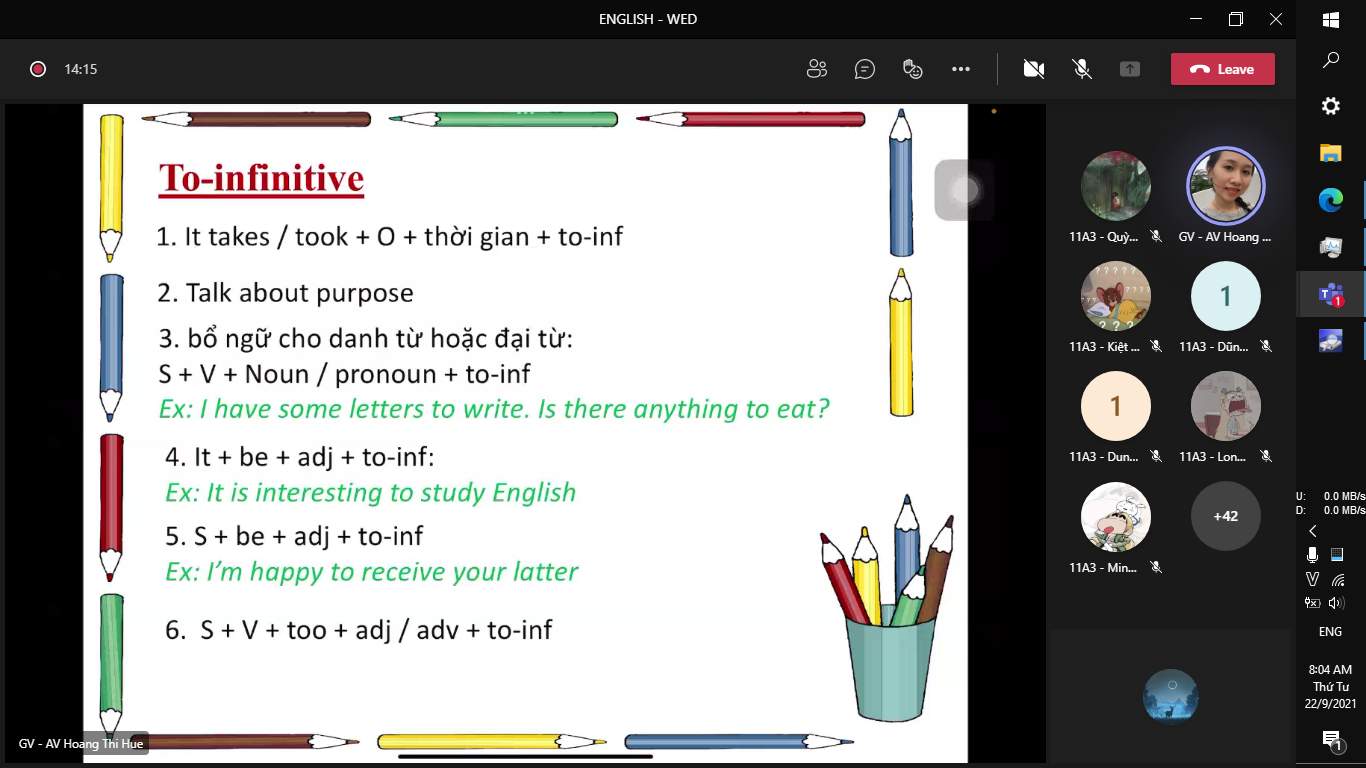 ENGLISH - WED
14:15
Leave
To-infinitive
1. It takes / took + O + thời gian + to-inf
2. Talk about purpose
3. bổ ngữ cho danh từ hoặc đại từ:
S + V + Noun / pronoun + to-inf
Ex: I have some letters to write. Is there anything to eat?
4. It + be + adj + to-inf:
Ex: It is interesting to study English
5. S + be + adj + to-inf
Ex: I’m happy to receive your latter
6. S + V + too + adj / adv + to-inf
GV - AV Hoang Thi Hue
11A3 - Quỳ...
GV - AV Hoang ...
? ? ? ?
? ? ?
1
11A3 - Kiệt ...
11A3 - Dũn...
1
11A3 - Dun...
11A3 - Lon...
+42
11A3 - Min...
T
1
U: 0.0 MB/s
D: 0.0 MB/s
ENG
8:04 AM
Thứ Tư
22/9/2021
1